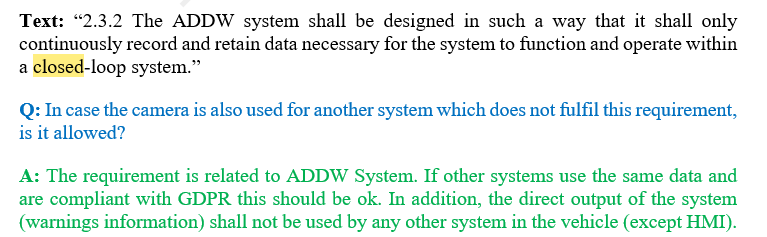 Text: “2.3.2 The ADDW system shall be designed in such a way that it shall only
continuously record and retain data necessary for the system to function and operate within
a closed-loop system.”
Q: In case the camera is also used for another system which does not fulfil this requirement,
is it allowed?
A: The requirement is related to ADDW System. If other systems use the same data and
are compliant with GDPR this should be ok. In addition, the direct output of the system
(warnings information) shall not be used by any other system in the vehicle (except HMI).